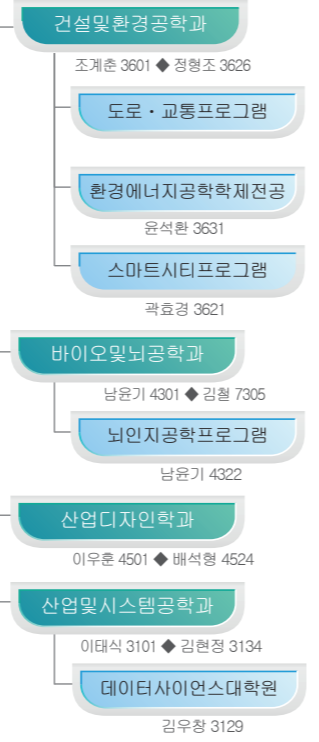 건설및환경공학과
조계춘 3601 ◆ 정형조 3626
도로・교통프로그램
환경에너지공학학제전공
윤석환 3631
스마트시티프로그램
곽효경 3621
바이오및뇌공학과
남윤기 4301 ◆ 김철 7305
뇌인지공학프로그램
남윤기 4322
산업디자인학과
이우훈 4501 ◆ 배석형 4524
산업및시스템공학과
이태식 3101 ◆ 김현정 3134
데이터사이언스대학원
김우창 3129